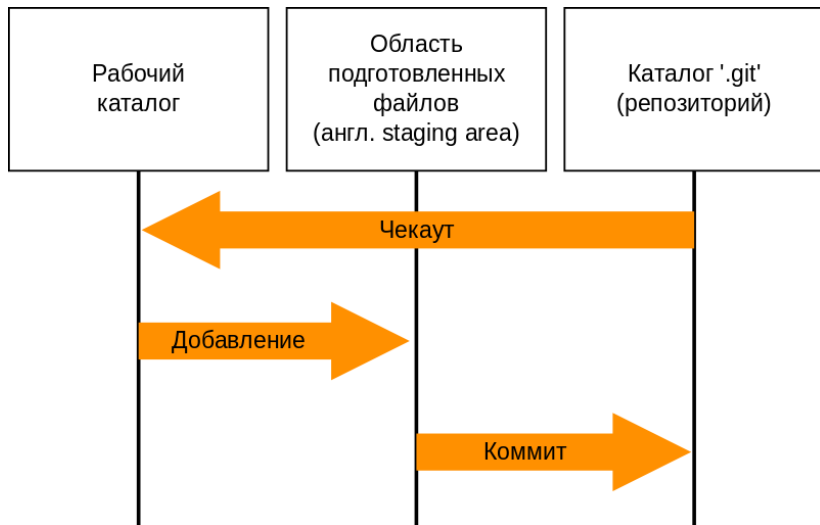 Рабочий
каталог
Область
подготовленных
файлов
(англ. staging area)
Каталог '.git'
(репозиторий)
Чекаут
Добавление
Коммит